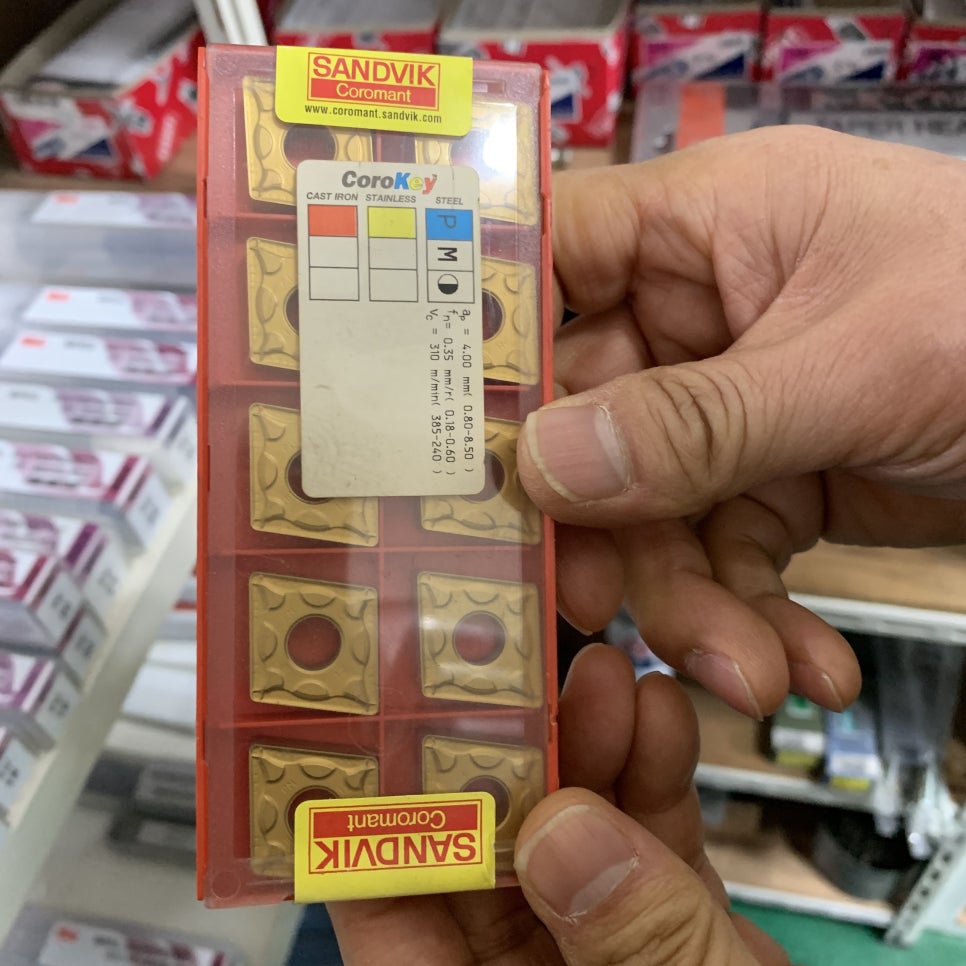 SANDVIK
Coromant
www.coromant.sandvik.com
CoroKey
CAST IRON STAINLESS STEEL
P
M
ap = 4.00 mm( 0.80-8.50 )
fn= 0.35 mm/r( 0.18-0.60 )
vc = 310 m/min( 385-240 )
SANDVIK
Coromant